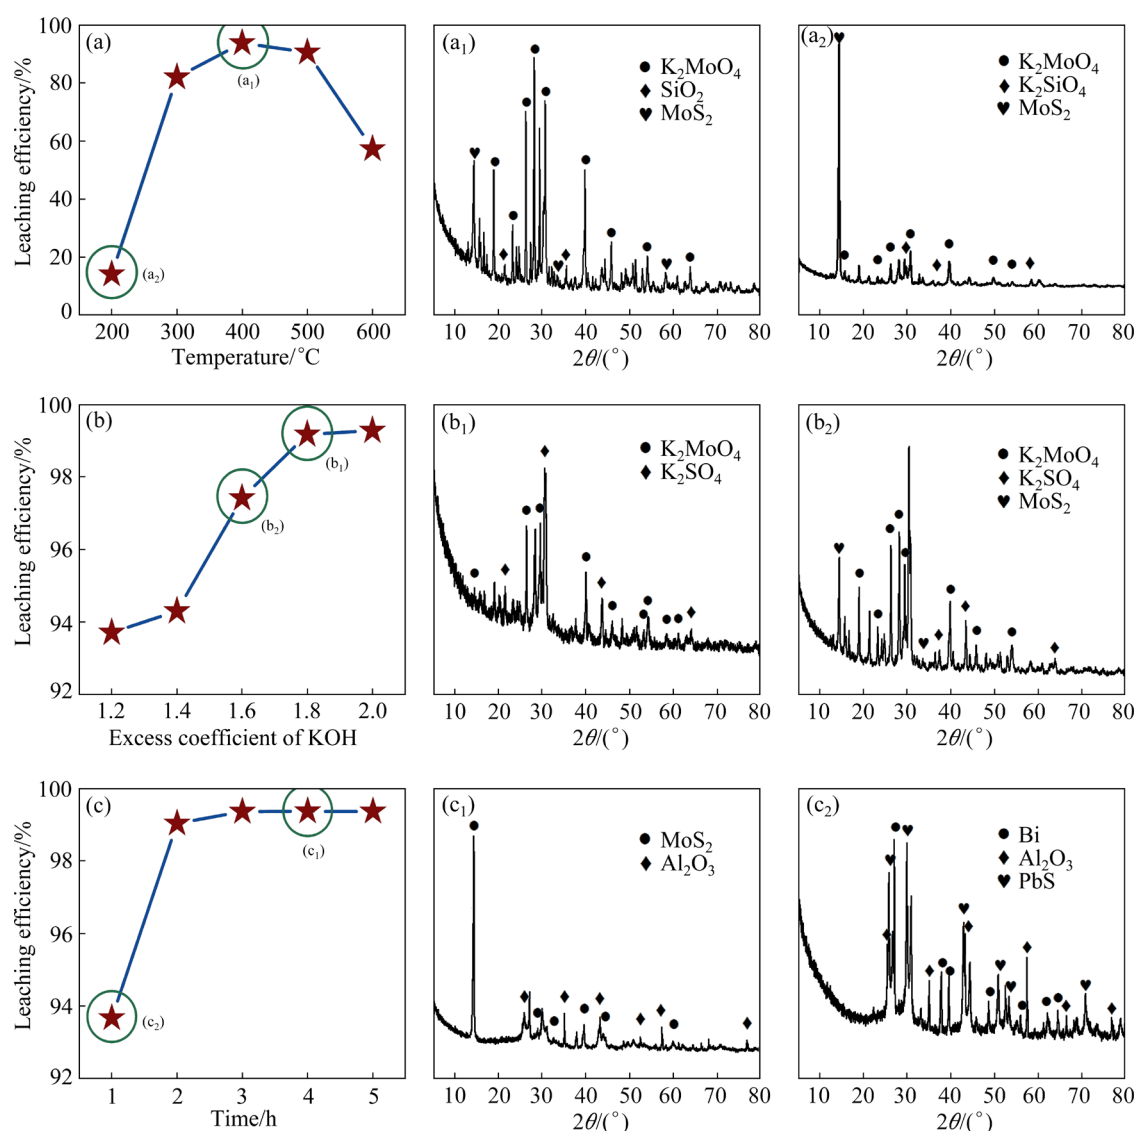 (a)
Leaching efficiency/%
100
80
60
40
20
0
(a₁)
(a₂)
200 300 400 500 600
Temperature/˚C
(a₁)
K₂MoO₄
SiO₂
MoS₂
10 20 30 40 50 60 70 80
2θ/(˚)
(a₂)
K₂MoO₄
K₂SiO₄
MoS₂
10 20 30 40 50 60 70 80
2θ/(˚)
(b)
Leaching efficiency/%
100
98
96
94
92
(b₁)
(b₂)
1.2 1.4 1.6 1.8 2.0
Excess coefficient of KOH
(b₁)
K₂MoO₄
K₂SO₄
10 20 30 40 50 60 70 80
2θ/(˚)
(b₂)
K₂MoO₄
K₂SO₄
MoS₂
10 20 30 40 50 60 70 80
2θ/(˚)
(c)
Leaching efficiency/%
100
98
96
94
92
(c₁)
(c₂)
1 2 3 4 5
Time/h
(c₁)
MoS₂
Al₂O₃
10 20 30 40 50 60 70 80
2θ/(˚)
(c₂)
Bi
Al₂O₃
PbS
10 20 30 40 50 60 70 80
2θ/(˚)